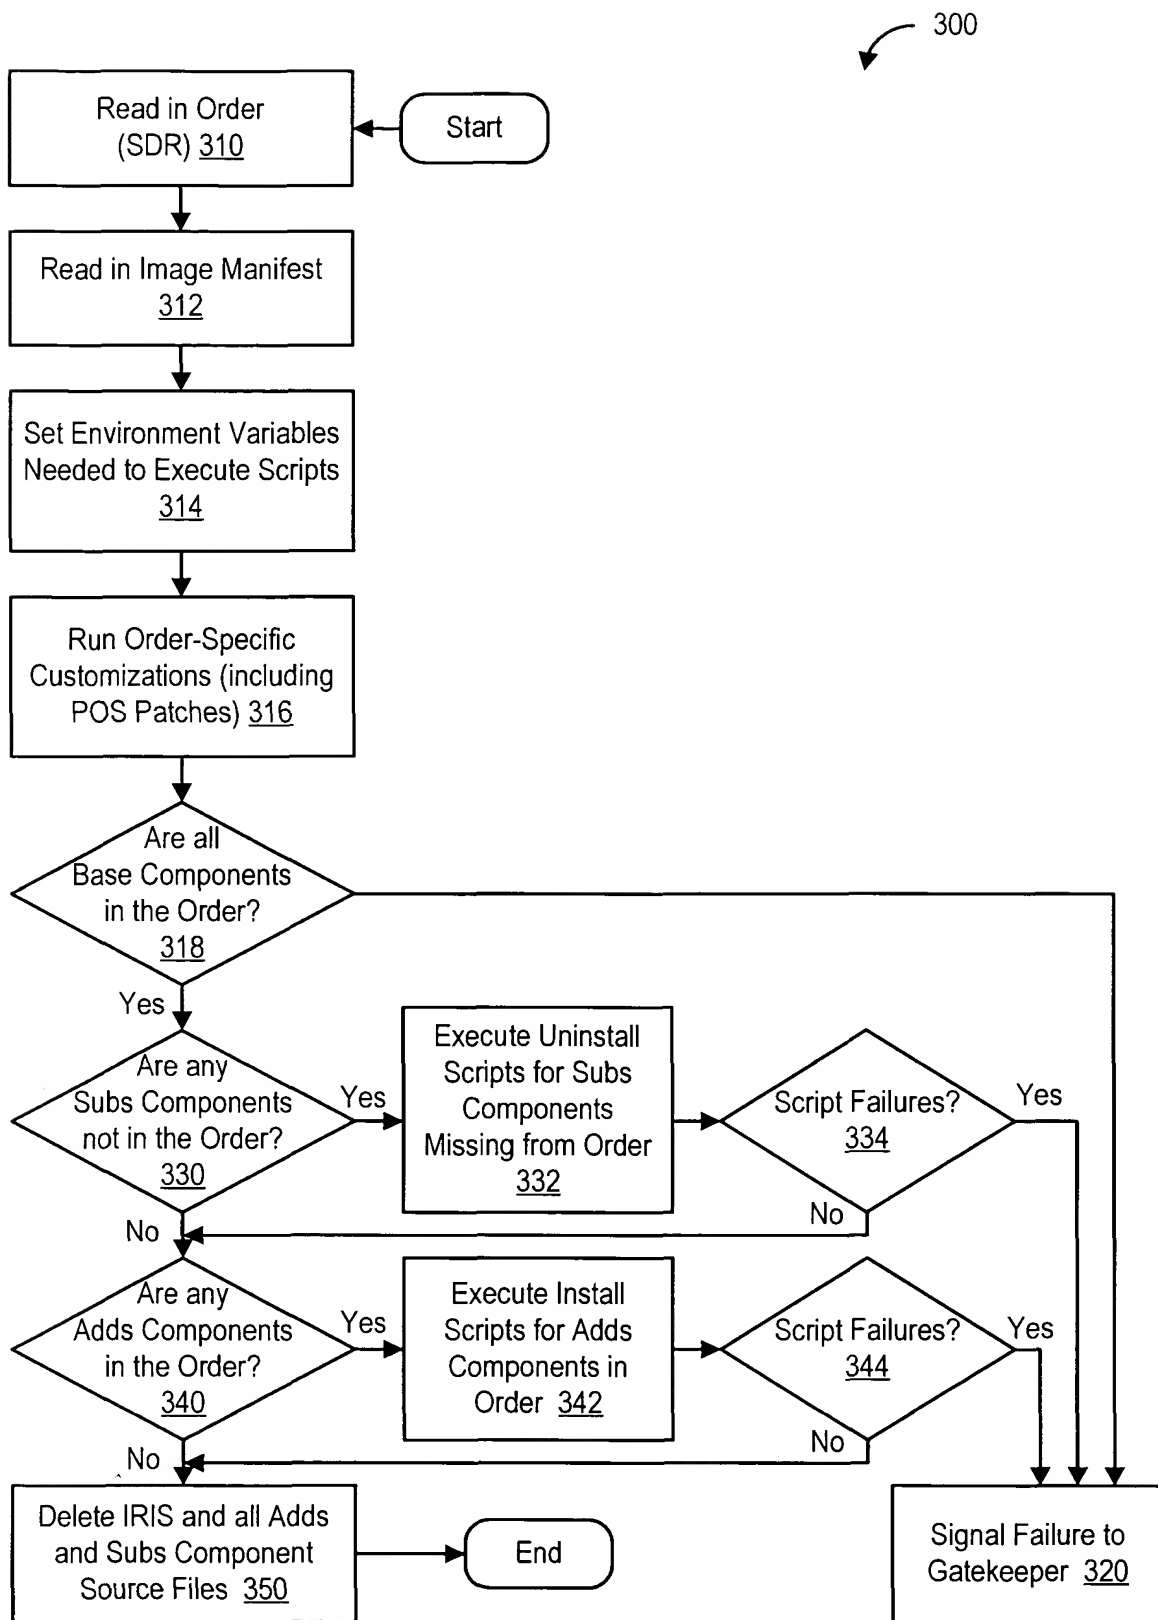 300
Read in Order
(SDR) 310
Start
Read in Image Manifest
312
Set Environment Variables
Needed to Execute Scripts
314
Run Order-Specific
Customizations (including
POS Patches) 316
Are all
Base Components
in the Order?
318
Yes
Are any
Subs Components
not in the Order?
330
Yes
Execute Uninstall
Scripts for Subs
Components
Missing from Order
332
Script Failures?
334
Yes
No
No
Are any
Adds Components
in the Order?
340
Yes
Execute Install
Scripts for Adds
Components in
Order 342
Script Failures?
344
Yes
No
No
Delete IRIS and all Adds
and Subs Component
Source Files 350
End
Signal Failure to
Gatekeeper 320